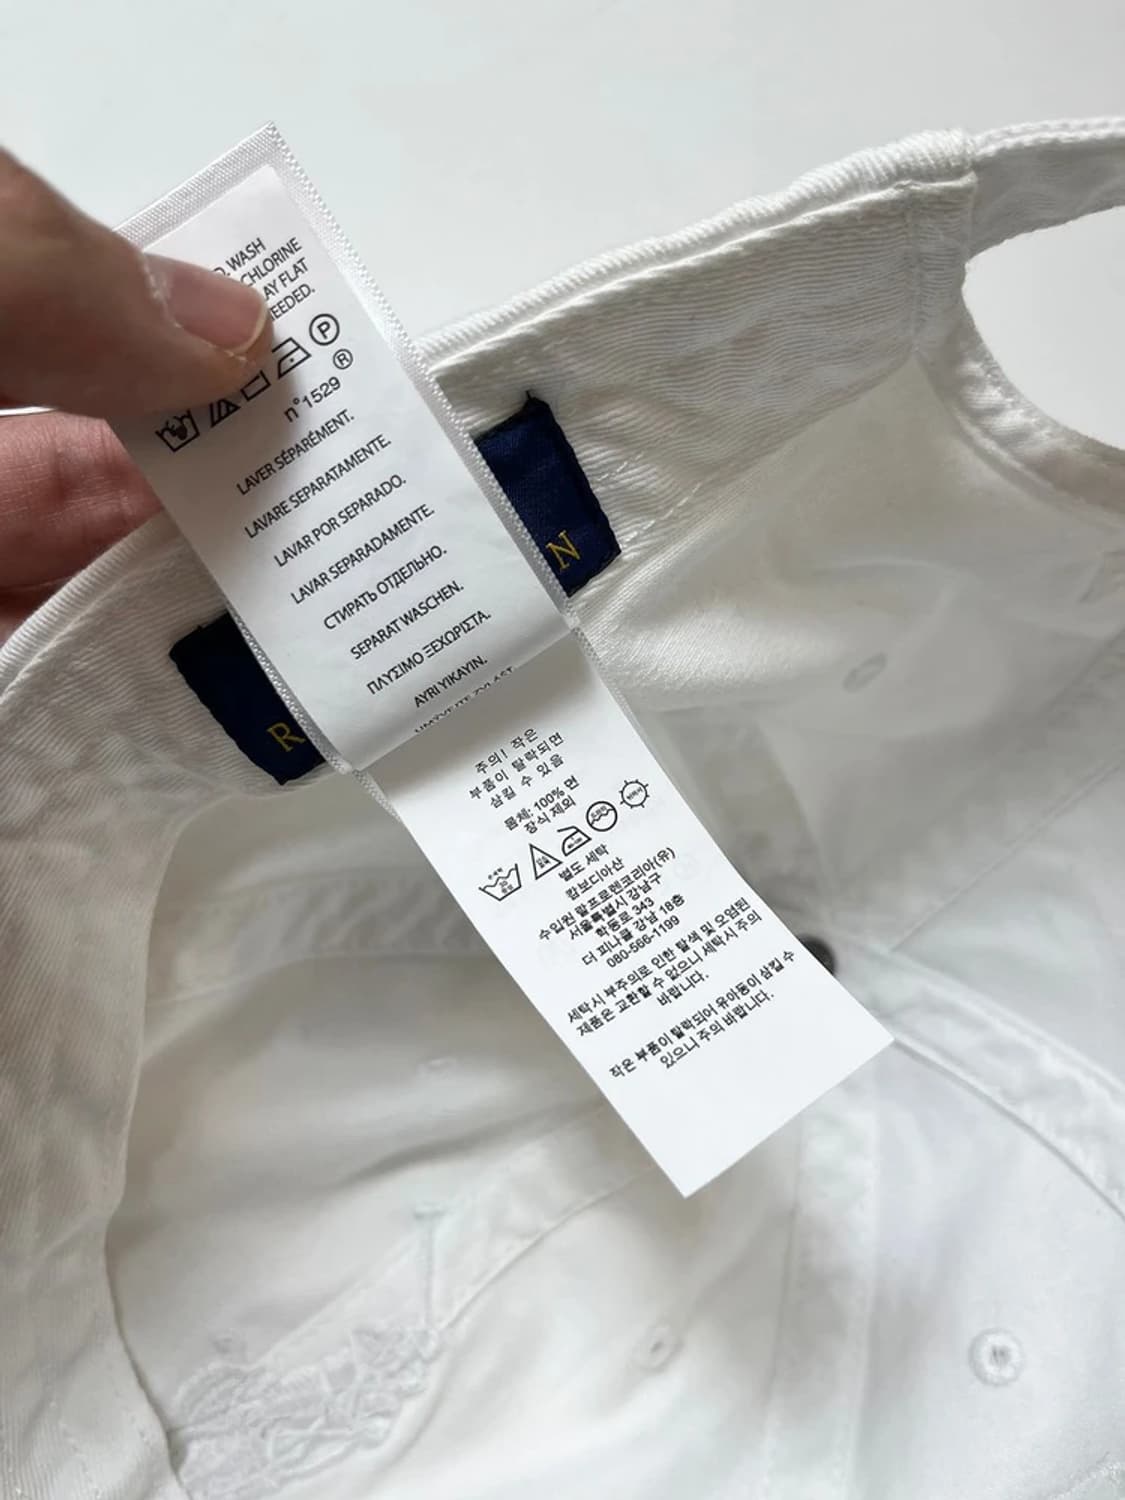 WASH
CHLORINE
AY FLAT
EEDED.
P
n°1529 ®
LAVER SÉPARÉMENT.
LAVARE SEPARATAMENTE.
LAVAR POR SEPARADO.
LAVAR SEPARADAMENTE.
СТИРАТЬ ОТДЕЛЬНО.
SEPARAT WASCHEN.
ΠΛΥΣΙΜΟ ΞΕΧΩΡΙΣΤΑ.
AYRI YIKAYIN.
R
N
주의! 작은
부품이 탈락되면
삼킬 수 있음
몸체: 100% 면
장식 제외
별도 세탁
캄보디아산
수입원 랄프로렌코리아(유)
서울특별시 강남구
학동로 343
더 피나클 강남 18층
080-566-1199
세탁시 부주의로 인한 탈색 및 오염된
제품은 교환할 수 없으니 세탁시 주의
바랍니다.
작은 부품이 탈락되어 유아동이 삼킬 수
있으니 주의 바랍니다.